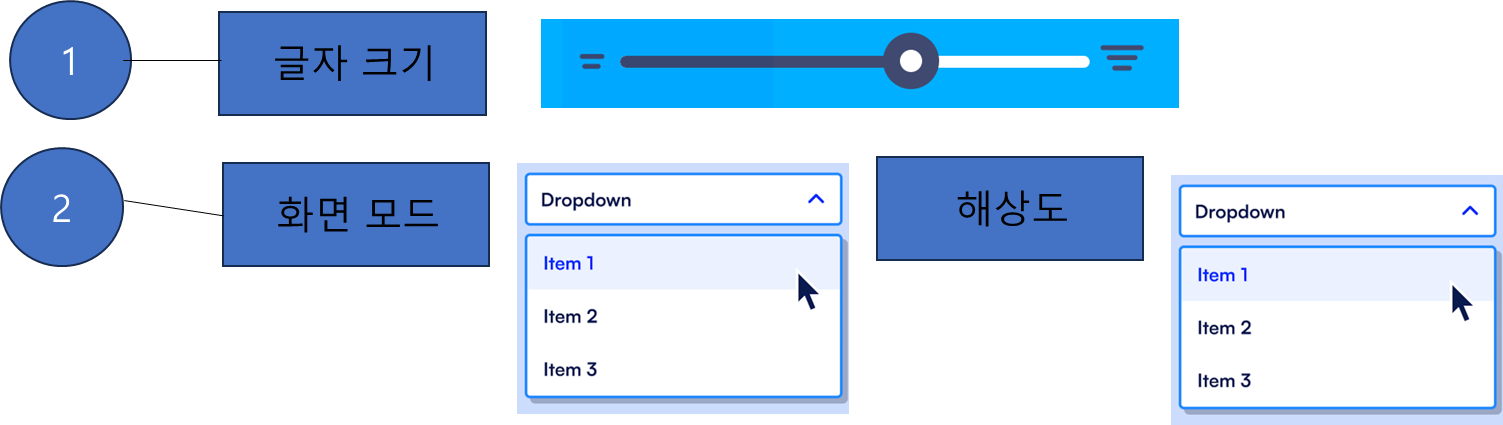 1
글자 크기
2
화면 모드
Dropdown
Item 1
Item 2
Item 3
해상도
Dropdown
Item 1
Item 2
Item 3